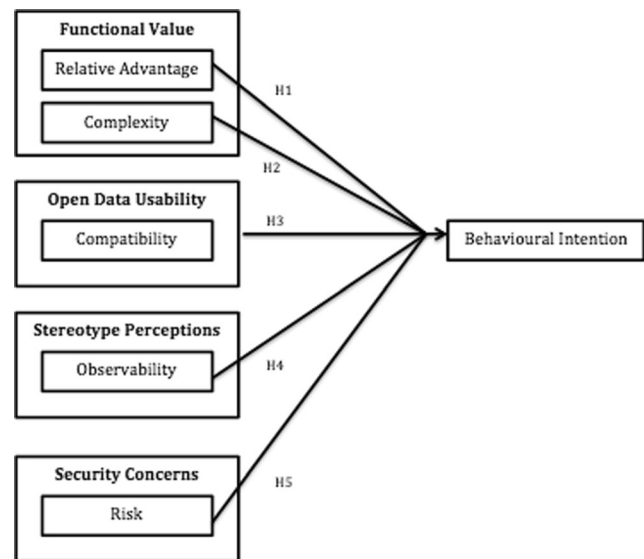 Functional Value
Relative Advantage
H1
Complexity
H2
Open Data Usability
H3
Compatibility
Behavioural Intention
Stereotype Perceptions
Observability
H4
Security Concerns
H5
Risk